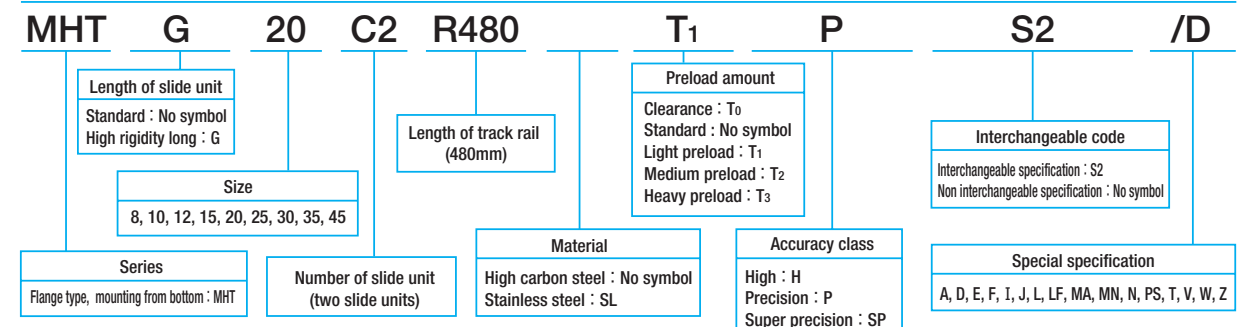 MHT G 20 C2 R480 T1 P S2 /D
Length of slide unit
Standard：No symbol
High rigidity long：G
Size
8, 10, 12, 15, 20, 25, 30, 35, 45
Series
Flange type, mounting from bottom：MHT
Number of slide unit
(two slide units)
Length of track rail
(480mm)
Material
High carbon steel：No symbol
Stainless steel：SL
Preload amount
Clearance：T0
Standard : No symbol
Light preload：T1
Medium preload：T2
Heavy preload：T3
Accuracy class
High：H
Precision：P
Super precision：SP
Interchangeable code
Interchangeable specification：S2
Non interchangeable specification：No symbol
Special specification
A, D, E, F, I, J, L, LF, MA, MN, N, PS, T, V, W, Z